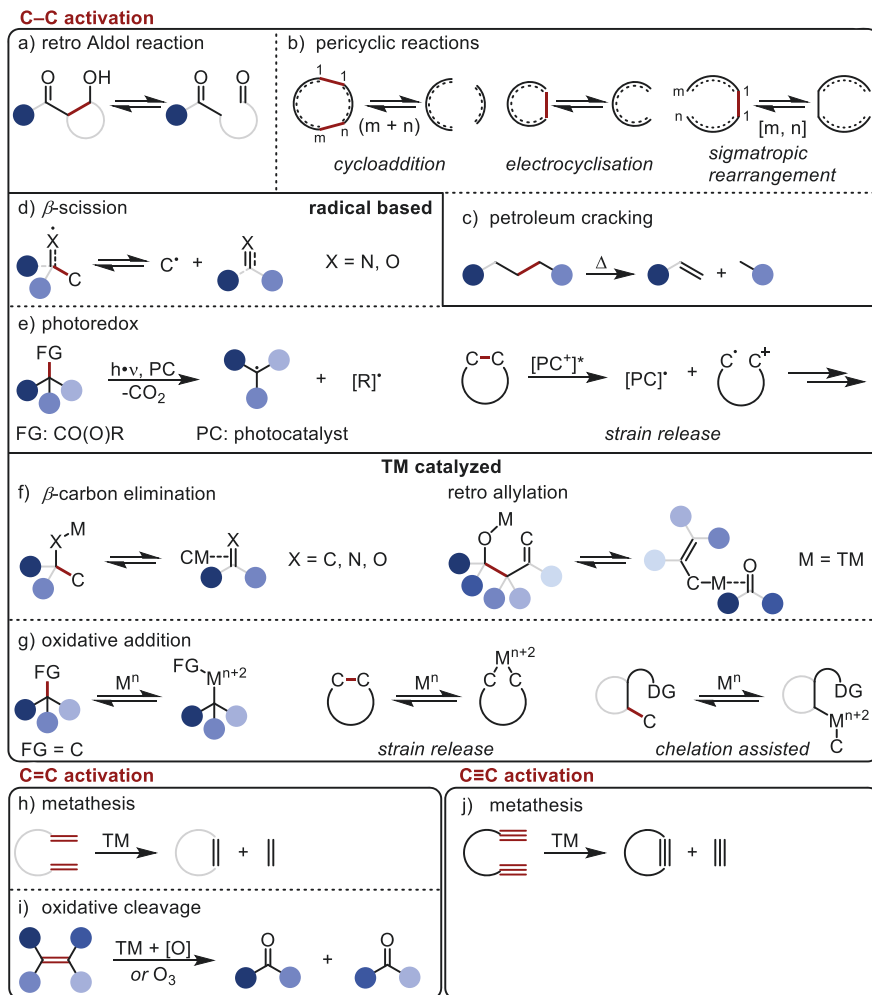 C–C activation
a) retro Aldol reaction
O OH O O
b) pericyclic reactions
1 1 m n
(m + n)
cycloaddition
electrocyclisation
m n 1 1
[m, n]
sigmatropic
rearrangement
d) β-scission
radical based
•
X
C
C• +
X
X = N, O
c) petroleum cracking
Δ
+
e) photoredox
FG
h•ν, PC
-CO2
•
+ [R]•
FG: CO(O)R
PC: photocatalyst
C C
[PC+]*
[PC]• +
C• C+
strain release
TM catalyzed
f) β-carbon elimination
X M
C
CM X
X = C, N, O
retro allylation
M
O C
C M O
M = TM
g) oxidative addition
FG
Mn
FG Mn+2
FG = C
C C
Mn
Mn+2
C C
strain release
DG
C
Mn
DG
Mn+2
C
chelation assisted
C=C activation
h) metathesis
TM
+
i) oxidative cleavage
TM + [O]
or O3
O
+
O
C≡C activation
j) metathesis
TM
+